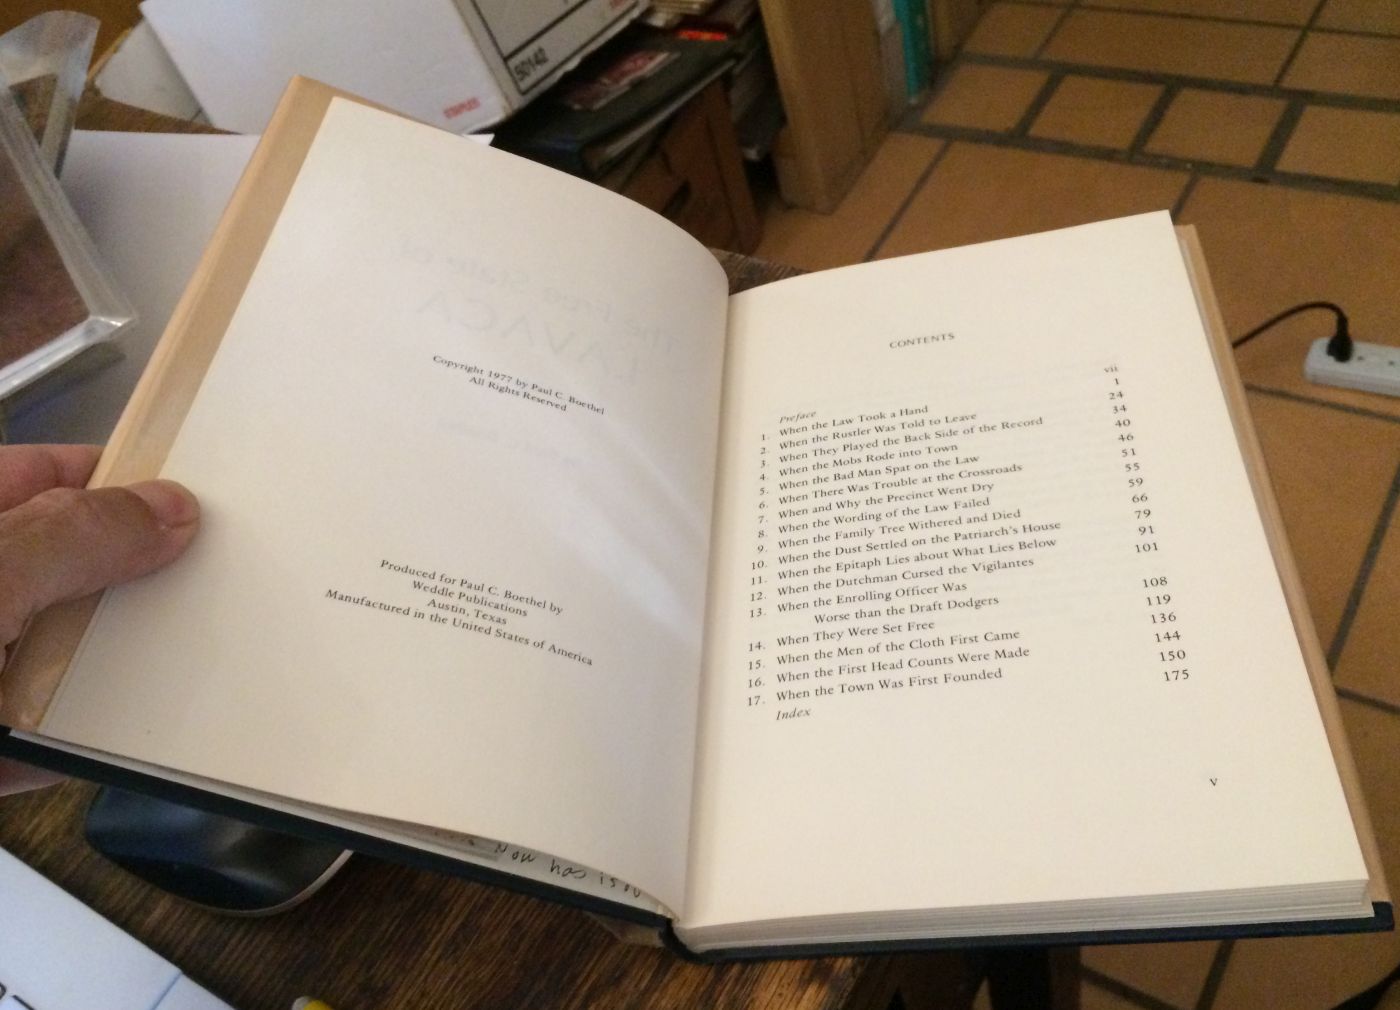 50142
STAPLES
The Free State of
LAVACA
Copyright 1977 by Paul C. Boethel
All Rights Reserved
Produced for Paul C. Boethel by
Weddle Publications
Austin, Texas
Manufactured in the United States of America
Now has
CONTENTS
Preface vii
1. When the Law Took a Hand 1
2. When the Rustler Was Told to Leave 24
3. When They Played the Back Side of the Record 34
4. When the Mobs Rode into Town 40
5. When the Bad Man Spat on the Law 46
6. When There Was Trouble at the Crossroads 51
7. When and Why the Precinct Went Dry 55
8. When the Wording of the Law Failed 59
9. When the Family Tree Withered and Died 66
10. When the Dust Settled on the Patriarch's House 79
11. When the Epitaph Lies about What Lies Below 91
12. When the Dutchman Cursed the Vigilantes 101
13. When the Enrolling Officer Was
Worse than the Draft Dodgers 108
14. When They Were Set Free 119
15. When the Men of the Cloth First Came 136
16. When the First Head Counts Were Made 144
17. When the Town Was First Founded 150
Index 175
v